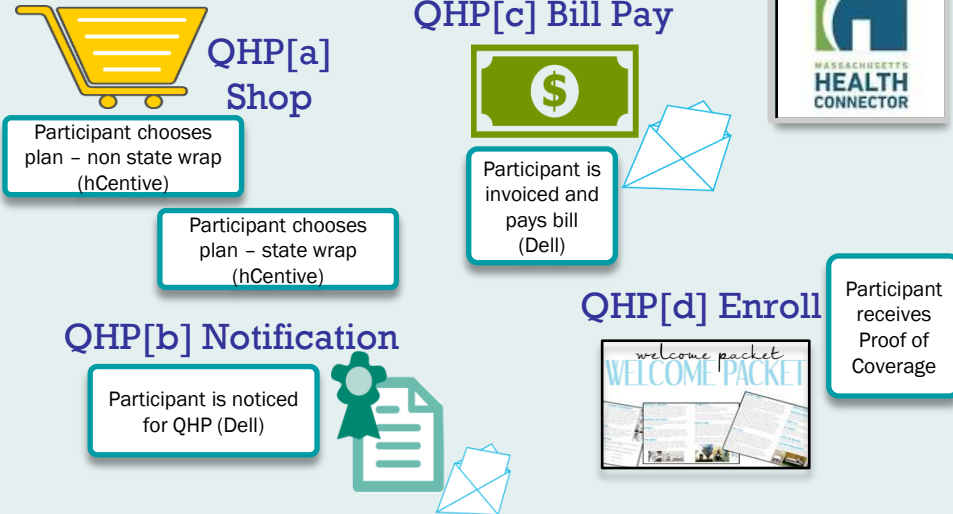 QHP[a]
Shop
Participant chooses
plan – non state wrap
(hCentive)
Participant chooses
plan – state wrap
(hCentive)
QHP[b] Notification
Participant is noticed
for QHP (Dell)
QHP[c] Bill Pay
$
Participant is
invoiced and
pays bill
(Dell)
MASSACHUSETTS
HEALTH
CONNECTOR
QHP[d] Enroll
welcome packet
WELCOME PACKET
Participant
receives
Proof of
Coverage